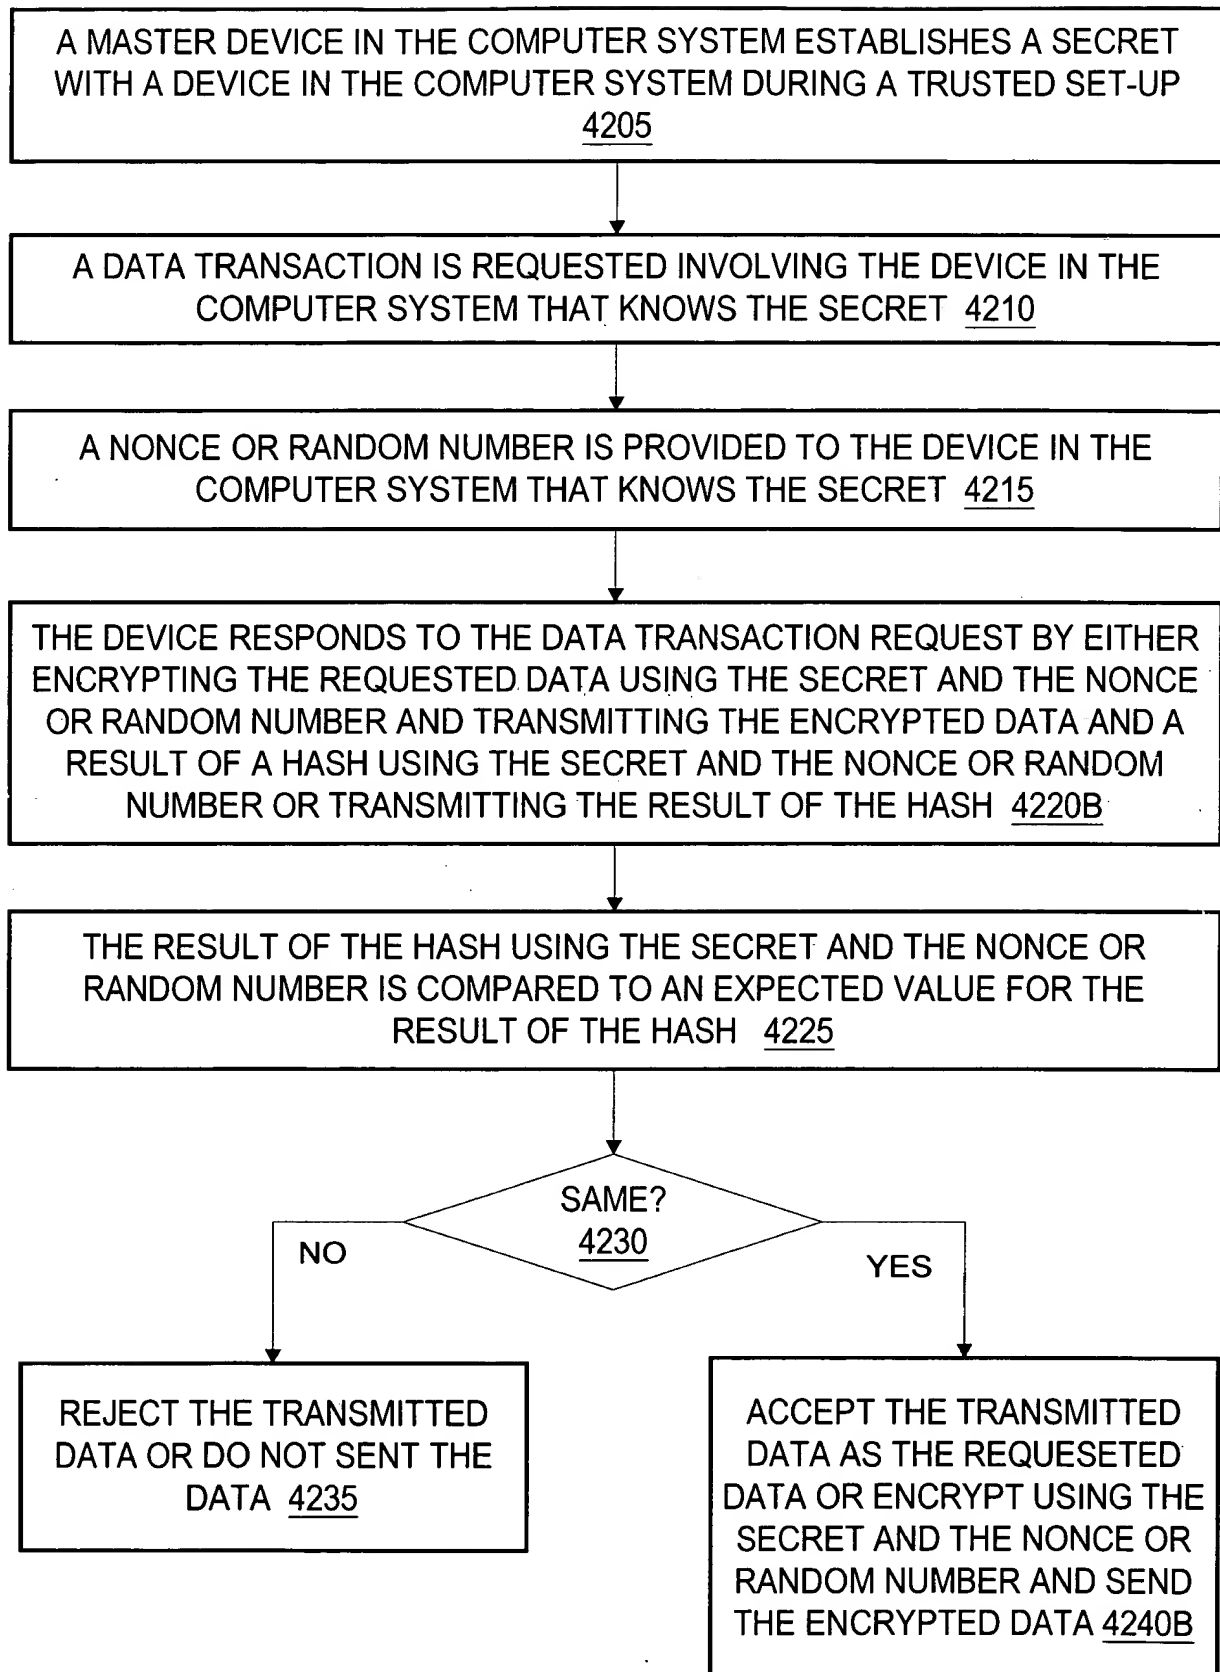 A MASTER DEVICE IN THE COMPUTER SYSTEM ESTABLISHES A SECRET
WITH A DEVICE IN THE COMPUTER SYSTEM DURING A TRUSTED SET-UP
4205
A DATA TRANSACTION IS REQUESTED INVOLVING THE DEVICE IN THE
COMPUTER SYSTEM THAT KNOWS THE SECRET 4210
A NONCE OR RANDOM NUMBER IS PROVIDED TO THE DEVICE IN THE
COMPUTER SYSTEM THAT KNOWS THE SECRET 4215
THE DEVICE RESPONDS TO THE DATA TRANSACTION REQUEST BY EITHER
ENCRYPTING THE REQUESTED DATA USING THE SECRET AND THE NONCE
OR RANDOM NUMBER AND TRANSMITTING THE ENCRYPTED DATA AND A
RESULT OF A HASH USING THE SECRET AND THE NONCE OR RANDOM
NUMBER OR TRANSMITTING THE RESULT OF THE HASH 4220B
THE RESULT OF THE HASH USING THE SECRET AND THE NONCE OR
RANDOM NUMBER IS COMPARED TO AN EXPECTED VALUE FOR THE
RESULT OF THE HASH 4225
SAME?
4230
NO
YES
REJECT THE TRANSMITTED
DATA OR DO NOT SENT THE
DATA 4235
ACCEPT THE TRANSMITTED
DATA AS THE REQUESETED
DATA OR ENCRYPT USING THE
SECRET AND THE NONCE OR
RANDOM NUMBER AND SEND
THE ENCRYPTED DATA 4240B